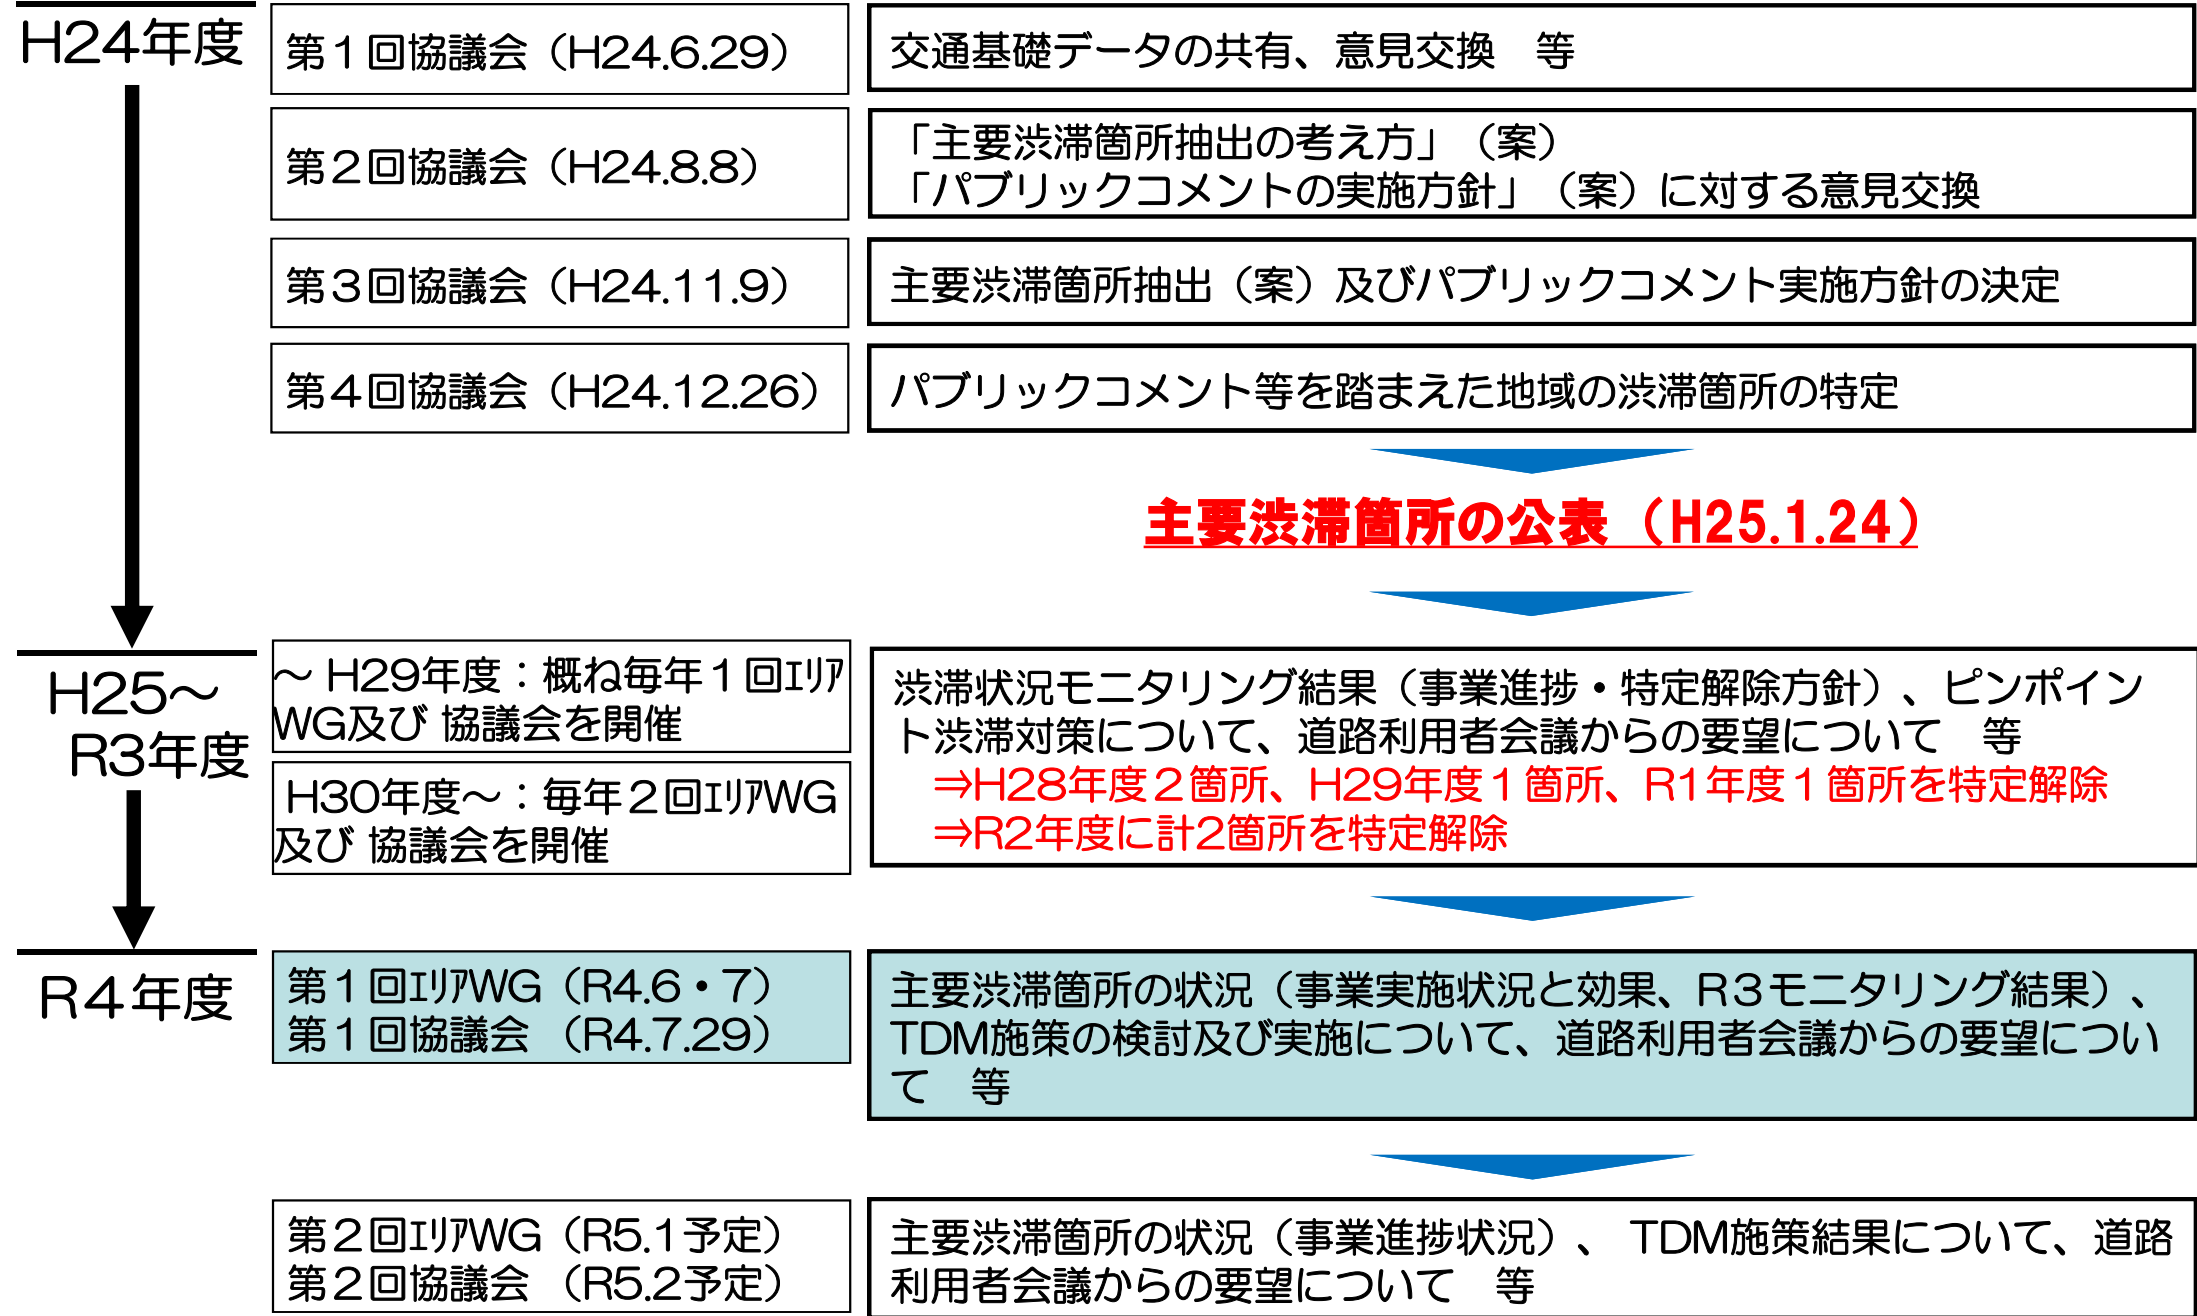 H24年度
第１回協議会（H24.6.29）
交通基礎データの共有、意見交換　等
第２回協議会（H24.8.8）
「主要渋滞箇所抽出の考え方」（案）
「パブリックコメントの実施方針」（案）に対する意見交換
第３回協議会（H24.11.9）
主要渋滞箇所抽出（案）及びパブリックコメント実施方針の決定
第４回協議会（H24.12.26）
パブリックコメント等を踏まえた地域の渋滞箇所の特定
主要渋滞箇所の公表（H25.1.24）
H25～
R3年度
～ H29年度：概ね毎年１回ｴﾘｱ
WG及び 協議会を開催
H30年度～：毎年２回ｴﾘｱWG
及び 協議会を開催
渋滞状況モニタリング結果（事業進捗・特定解除方針）、ピンポイン
ト渋滞対策について、道路利用者会議からの要望について　等
⇒H28年度２箇所、H29年度１箇所、R1年度１箇所を特定解除
⇒R2年度に計2箇所を特定解除
R４年度
第１回ｴﾘｱWG（R4.6・7）
第１回協議会 （R4.7.29）
主要渋滞箇所の状況（事業実施状況と効果、R３モニタリング結果）、
TDM施策の検討及び実施について、道路利用者会議からの要望につい
て　等
第２回ｴﾘｱWG（R5.1予定）
第２回協議会 （R5.2予定）
主要渋滞箇所の状況（事業進捗状況）、 TDM施策結果について、道路
利用者会議からの要望について　等